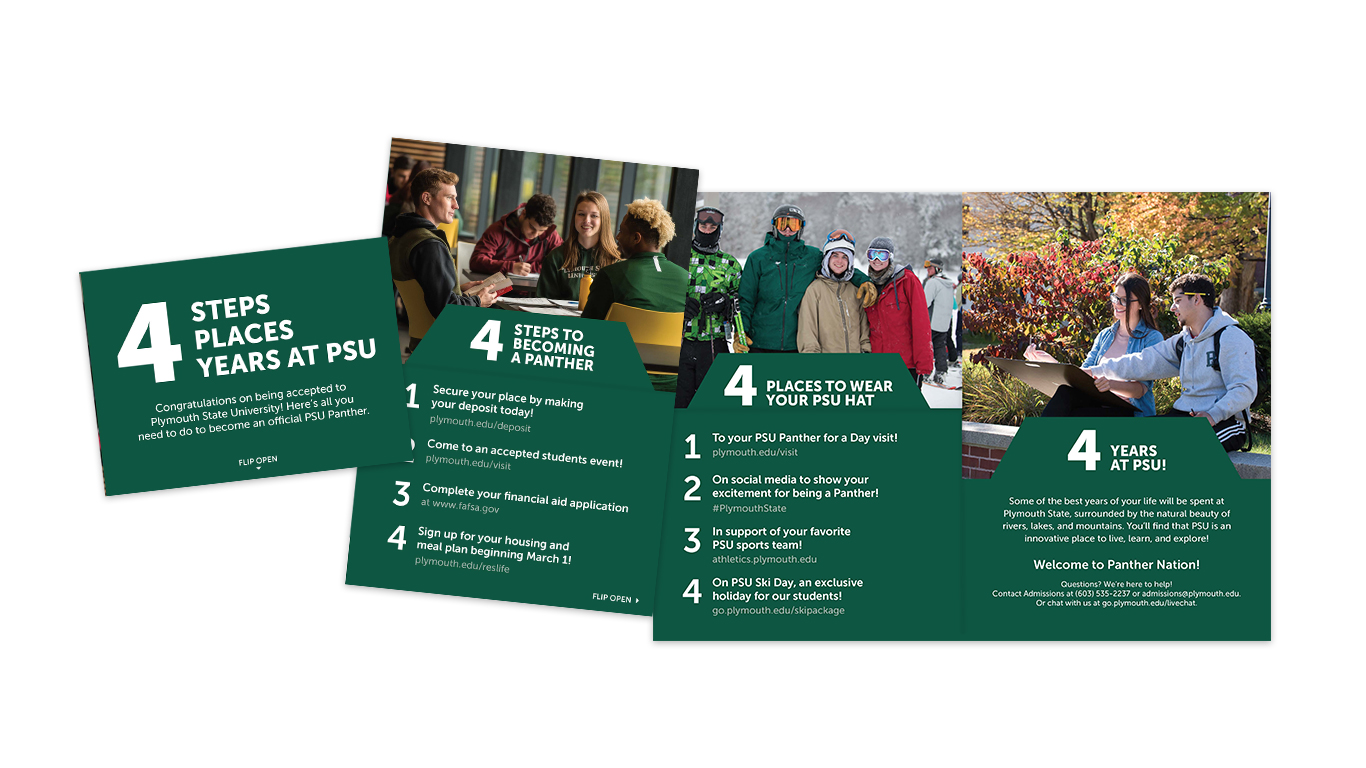 4 STEPS
PLACES
YEARS AT PSU
Congratulations on being accepted to
Plymouth State University! Here's all you
need to do to become an official PSU Panther.
FLIP OPEN
4 STEPS TO
BECOMING
A PANTHER
1 Secure your place by making
your deposit today!
plymouth.edu/deposit
Come to an accepted students event!
plymouth.edu/visit
3 Complete your financial aid application
at www.fafsa.gov
4 Sign up for your housing and
meal plan beginning March 1!
plymouth.edu/reslife
FLIP OPEN
4 PLACES TO WEAR
YOUR PSU HAT
1 To your PSU Panther for a Day visit!
plymouth.edu/visit
2 On social media to show your
excitement for being a Panther!
#PlymouthState
3 In support of your favorite
PSU sports team!
athletics.plymouth.edu
4 On PSU Ski Day, an exclusive
holiday for our students!
go.plymouth.edu/skipackage
4 YEARS
AT PSU!
Some of the best years of your life will be spent at
Plymouth State, surrounded by the natural beauty of
rivers, lakes, and mountains. You'll find that PSU is an
innovative place to live, learn, and explore!
Welcome to Panther Nation!
Questions? We're here to help!
Contact Admissions at (603) 535-2237 or admissions@plymouth.edu.
Or chat with us at go.plymouth.edu/livechat.